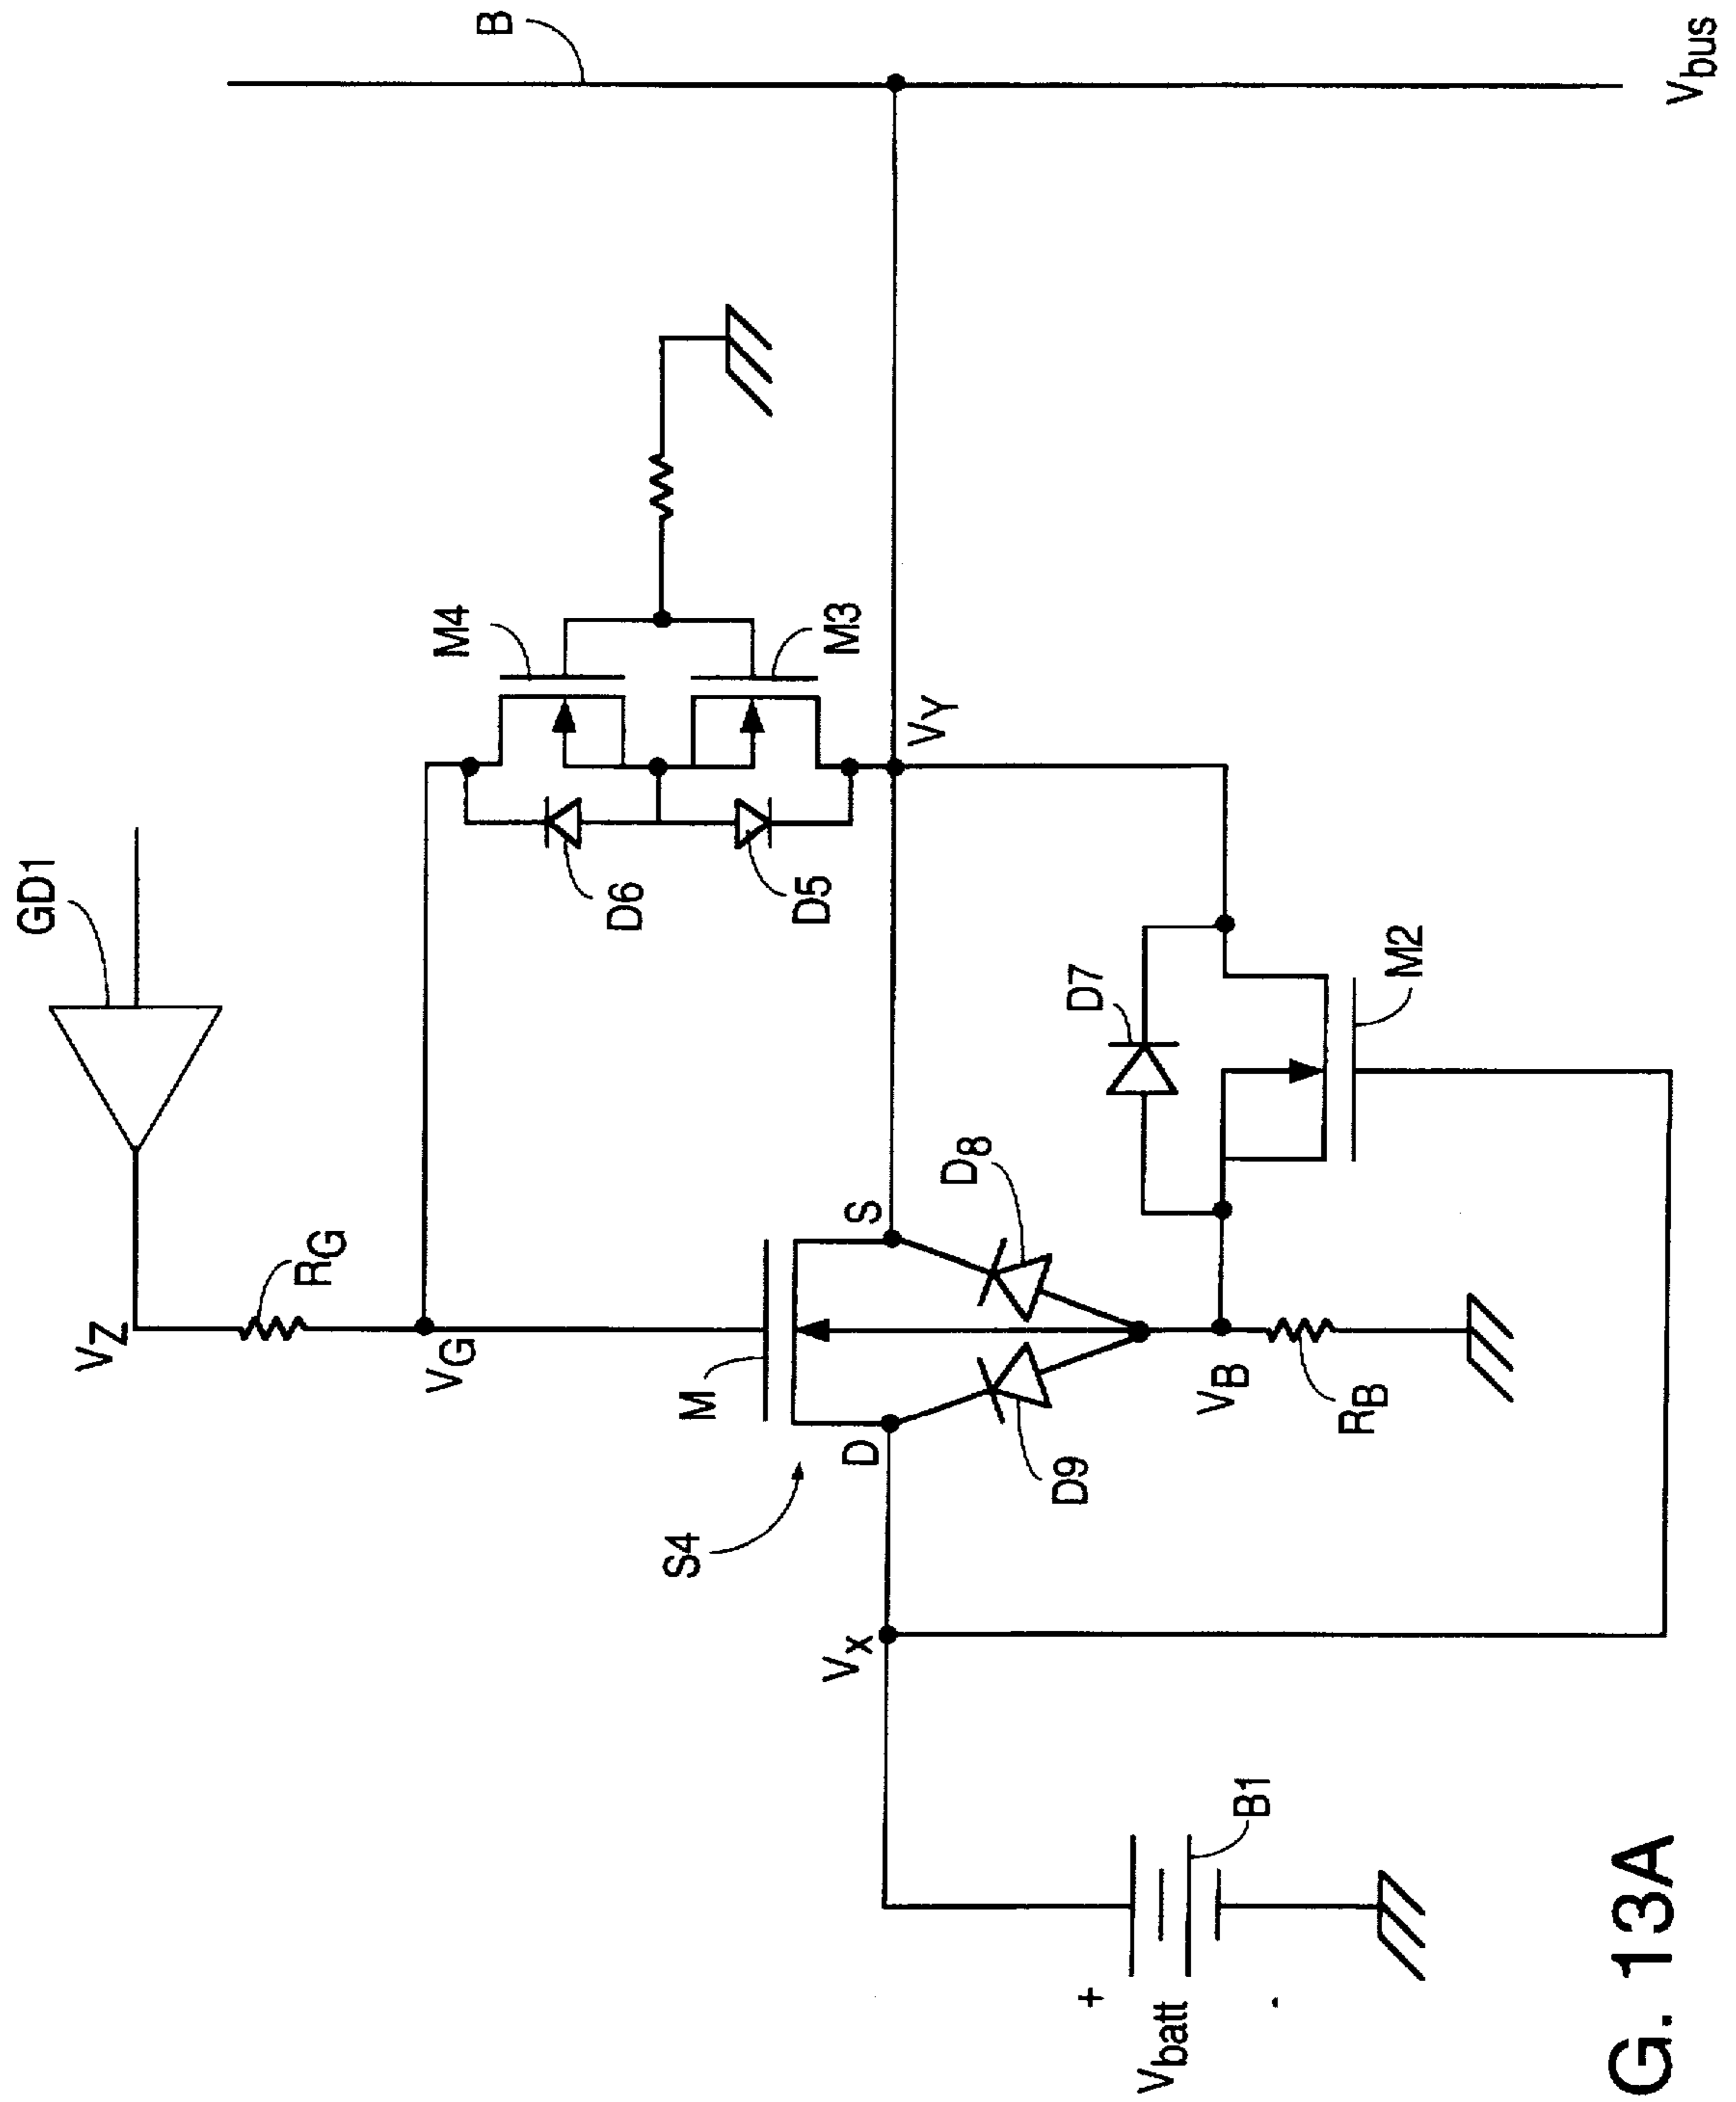 GD1
VZ
RG
VG
M4
M3
D6
D5
B
Vbus
VY
S4
M
D
S
VX
D9
D8
VB
RB
D7
M2
+
Vbatt
-
B1
G. 13A